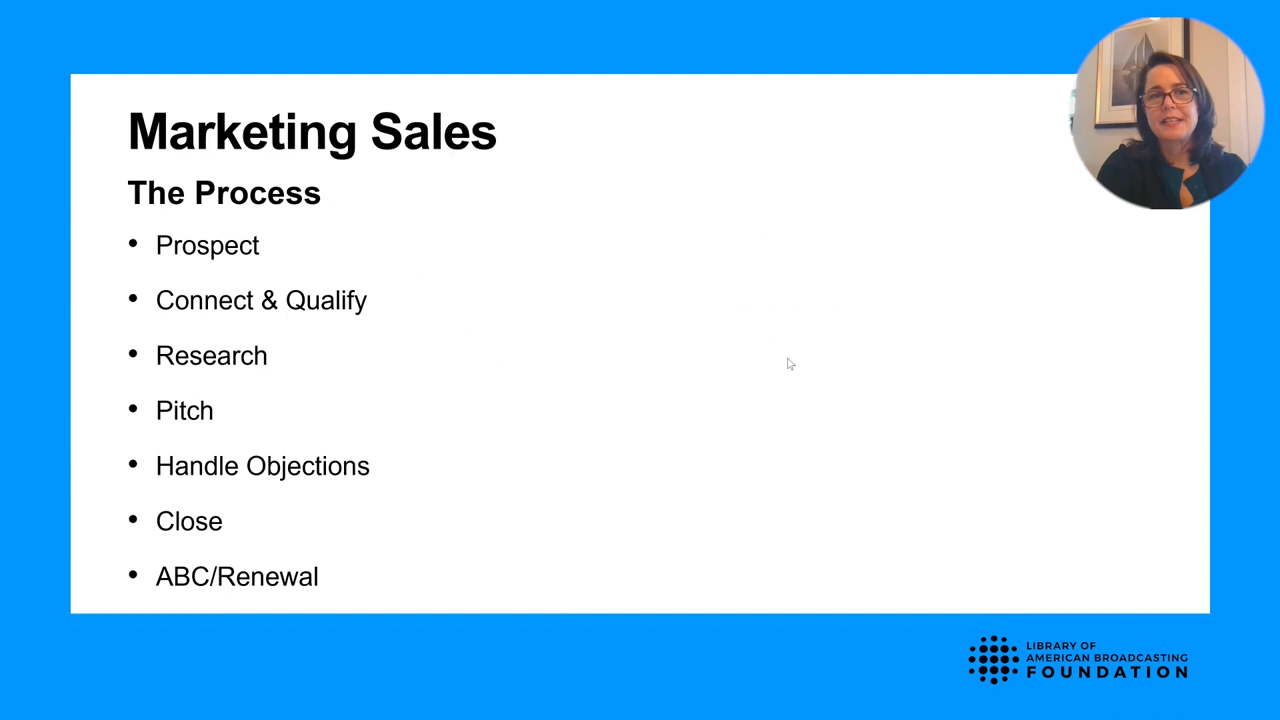 Marketing Sales
The Process
• Prospect
• Connect & Qualify
• Research
• Pitch
• Handle Objections
• Close
• ABC/Renewal
LIBRARY OF
AMERICAN BROADCASTING
FOUNDATION